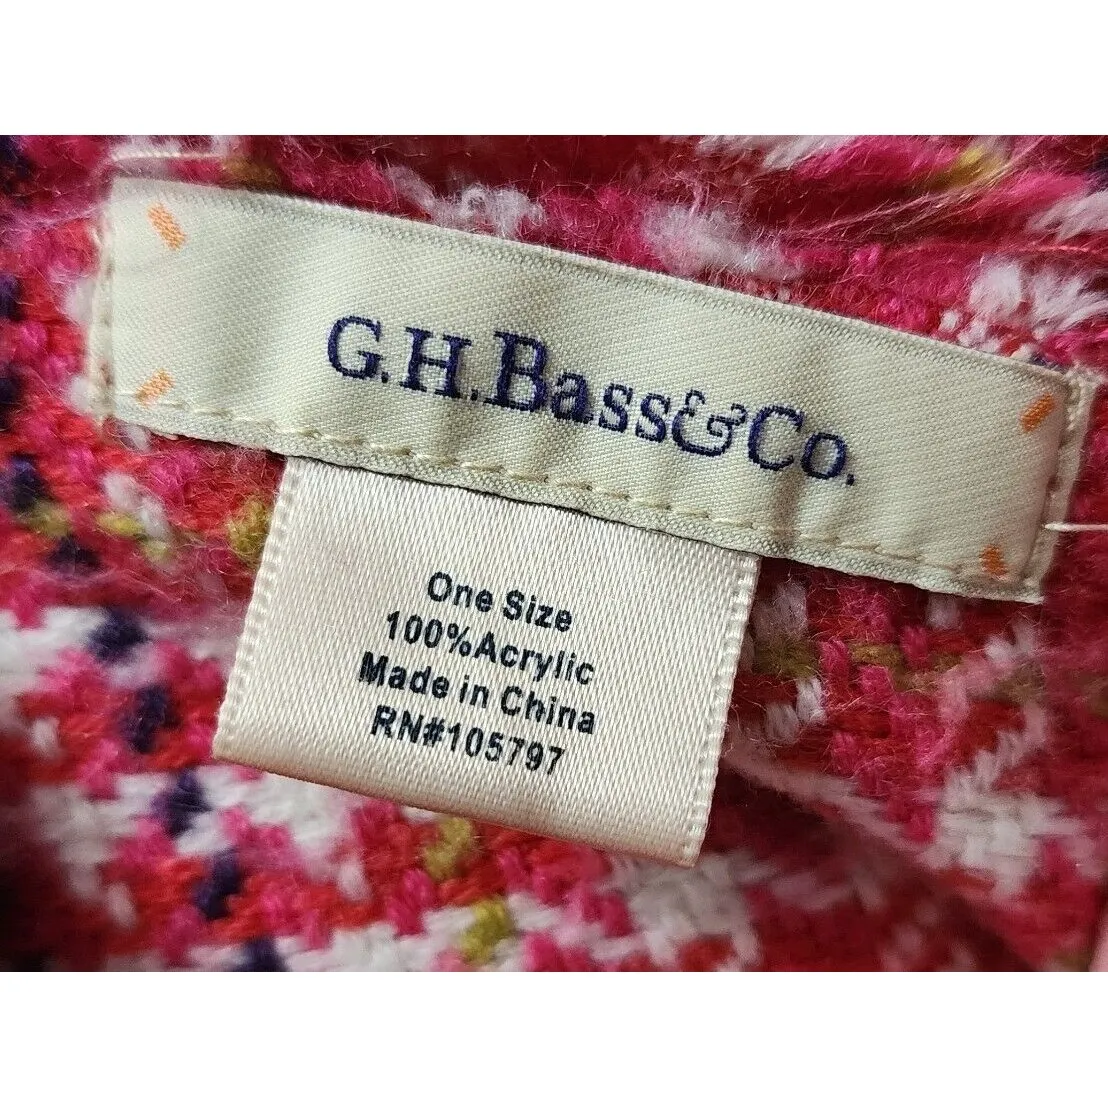 G.H.Bass&Co.
One Size
100%Acrylic
Made in China
RN#105797